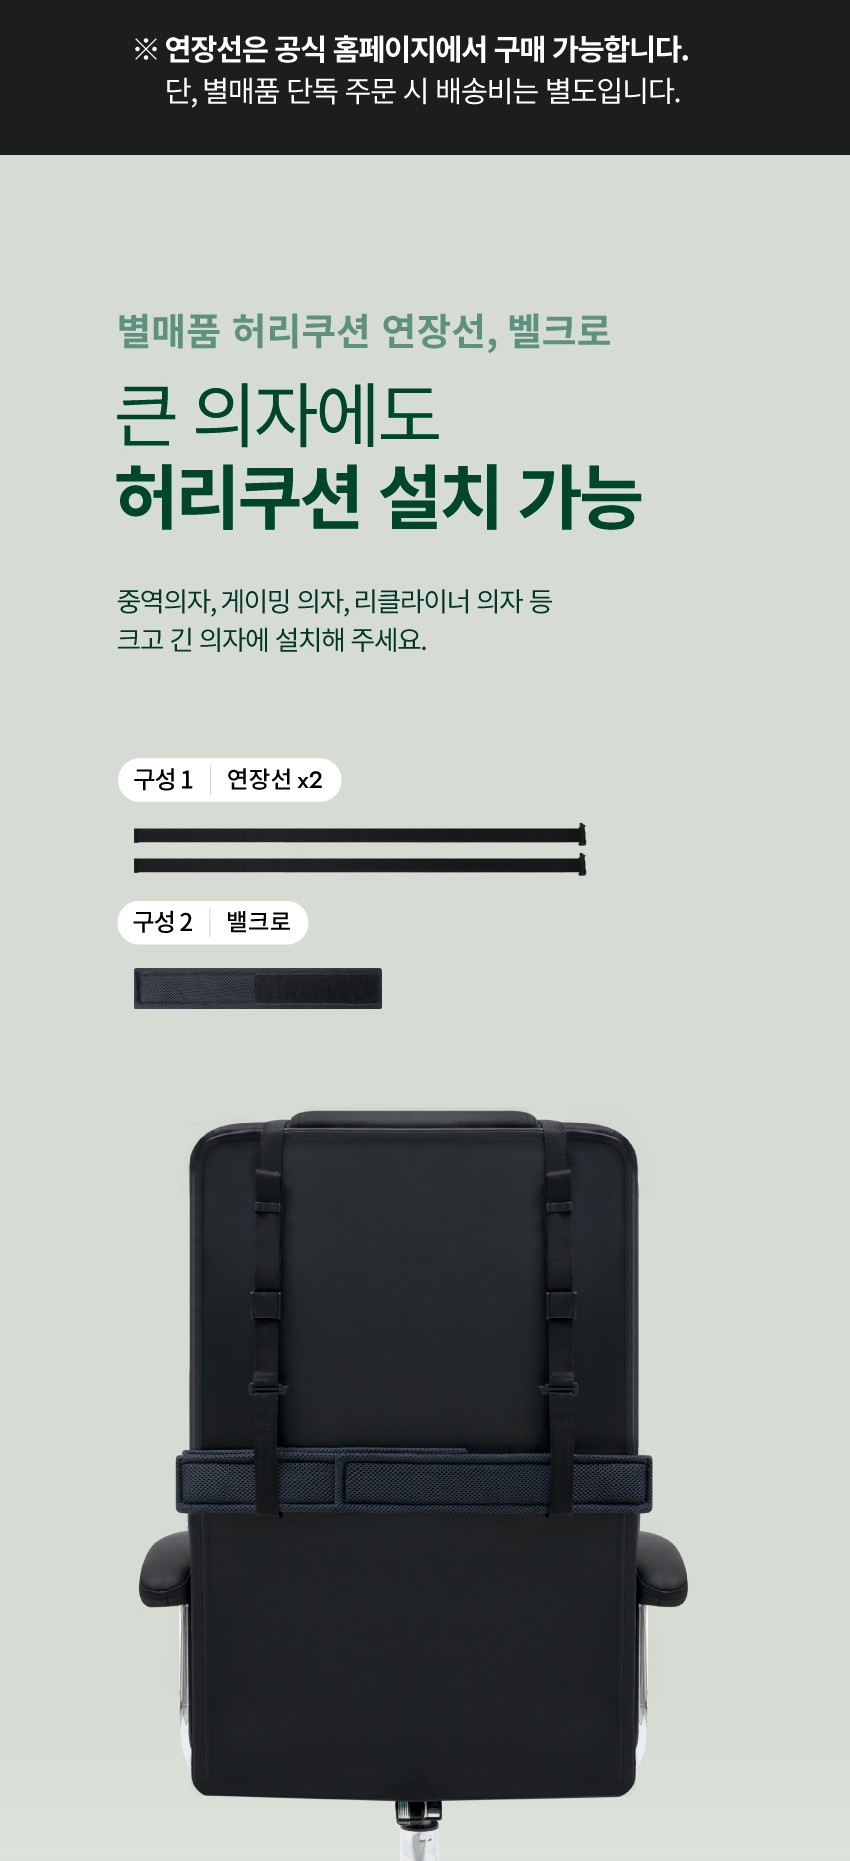 ※ 연장선은 공식 홈페이지에서 구매 가능합니다.
단, 별매품 단독 주문 시 배송비는 별도입니다.
별매품 허리쿠션 연장선, 벨크로
큰 의자에도
허리쿠션 설치 가능
중역의자, 게이밍 의자, 리클라이너 의자 등
크고 긴 의자에 설치해 주세요.
구성 1 연장선 x2
구성 2 밸크로